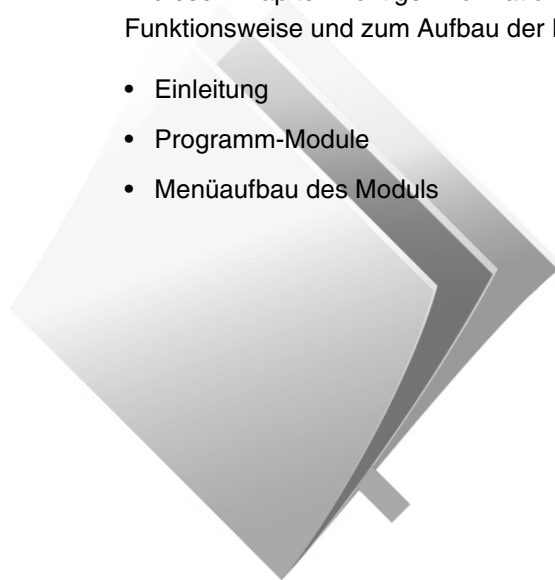 Funktionsweise und zum Aufbau der
• Einleitung
• Programm-Module
• Menüaufbau des Moduls